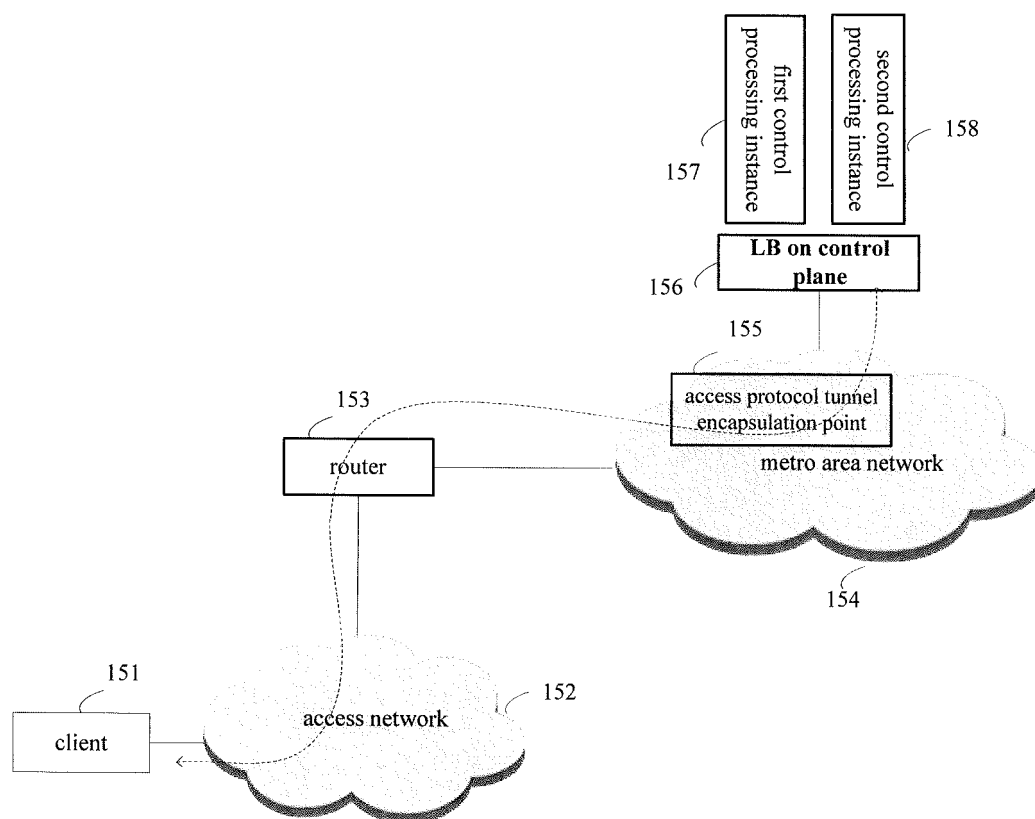 first control
processing instance
second control
processing instance
158
157
LB on control
plane
156
155
access protocol tunnel
encapsulation point
153
router
metro area network
154
151
152
access network
client